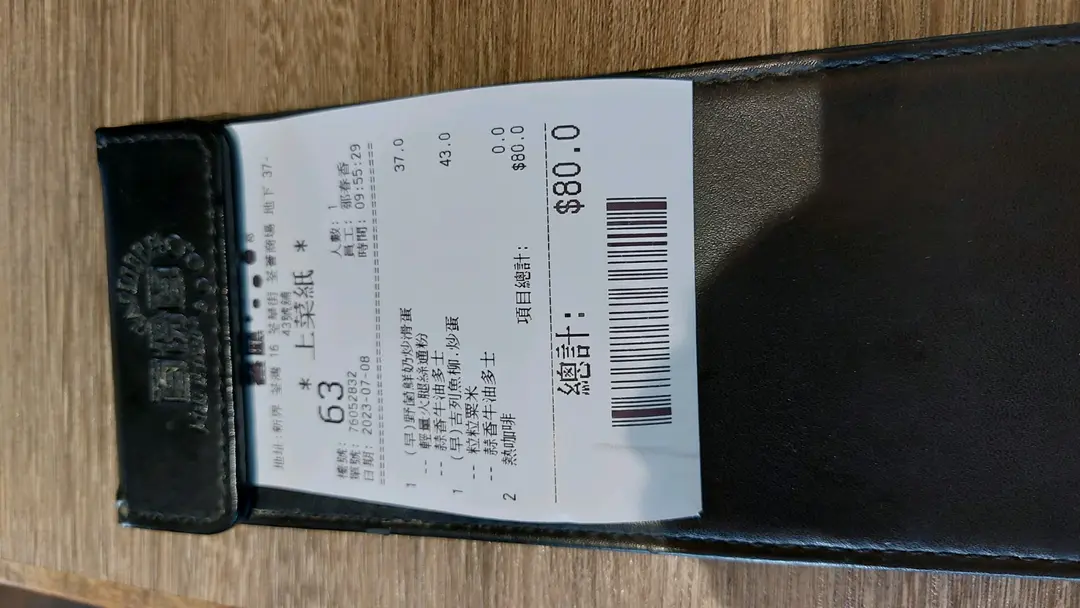 地址:新界 荃灣 16 荃華街 荃薈商場 地下 37-
43號舖
* 上菜紙 *
檯號: 63 人數: 1
單號: 76052832 員工: 鄒春香
日期: 2023-07-08 時間: 09:55:29
1 (早)野菌鮮奶炒滑蛋 37.0
-- 輕量火腿絲通粉
-- 蒜香牛油多士
1 (早)吉列魚柳.炒蛋 43.0
-- 粒粒粟米
-- 蒜香牛油多士
2 熱咖啡 0.0
項目總計: $80.0
總計: $80.0